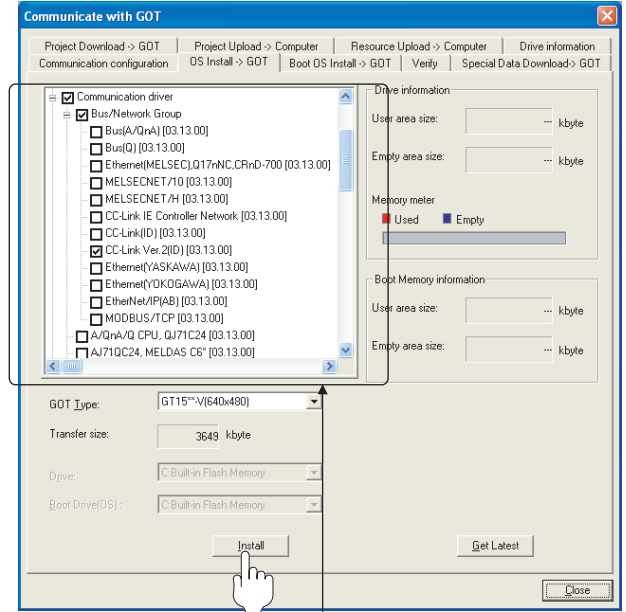 Communicate with GOT
Project Download -> GOT
Project Upload -> Computer
Resource Upload -> Computer
Drive information
Communication configuration
OS Install -> GOT
Boot OS Install -> GOT
Verify
Special Data Download-> GOT
Communication driver
Bus/Network Group
Bus(A/QnA) [03.13.00]
Bus(Q) [03.13.00]
Ethernet(MELSEC),Q17nNC,CRnD-700 [03.13.00]
MELSECNET/10 [03.13.00]
MELSECNET/H [03.13.00]
CC-Link IE Controller Network [03.13.00]
CC-Link(ID) [03.13.00]
CC-Link Ver.2(ID) [03.13.00]
Ethernet(YASKAWA) [03.13.00]
Ethernet(YOKOGAWA) [03.13.00]
EtherNet/IP(AB) [03.13.00]
MODBUS/TCP [03.13.00]
A/QnA/Q CPU, QJ71C24 [03.13.00]
AJ71QC24, MELDAS C6* [03.13.00]
Drive information
User area size: --- kbyte
Empty area size: --- kbyte
Memory meter
Used Empty
Boot Memory information
User area size: --- kbyte
Empty area size: --- kbyte
GOT Type: GT15**-V(640x480)
Transfer size: 3649 kbyte
Drive: C:Built-in Flash Memory
Boot Drive(OS) : C:Built-in Flash Memory
Install
Get Latest
Close